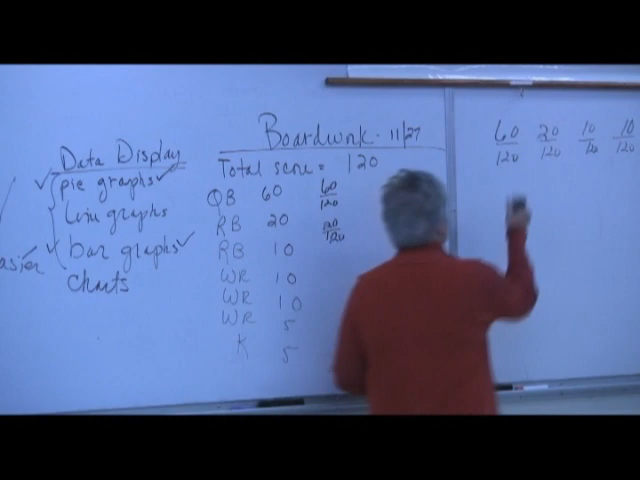 Data Display
pie graphs
line graphs
bar graphs
charts
easier
Boardwork - 11/27
Total score = 120
QB 60 60/120
RB 20 20/120
RB 10
WR 10
WR 10
WR 5
K 5
60/120 20/120 10/120 10/120